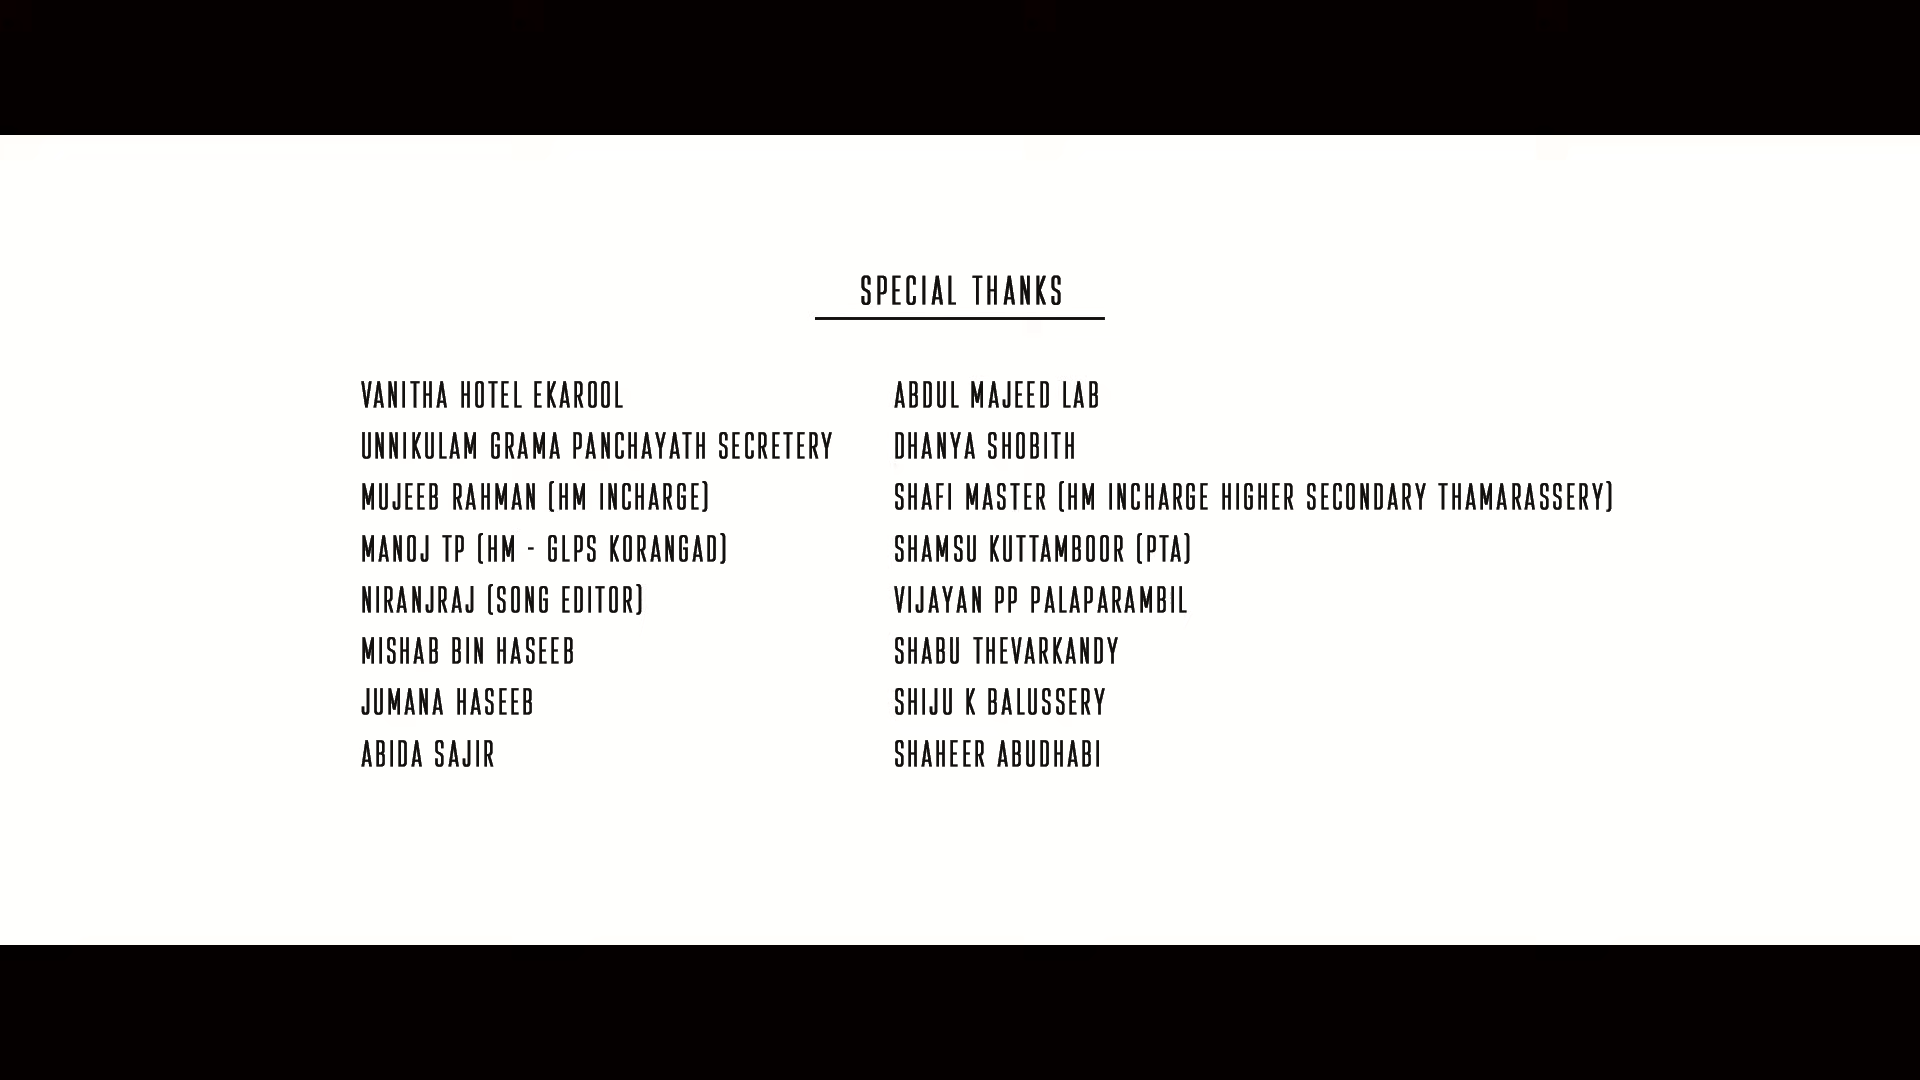 SPECIAL THANKS
VANITHA HOTEL EKAROOL
UNNIKULAM GRAMA PANCHAYATH SECRETERY
MUJEEB RAHMAN (HM INCHARGE)
MANOJ TP (HM - GLPS KORANGAD)
NIRANJRAJ (SONG EDITOR)
MISHAB BIN HASEEB
JUMANA HASEEB
ABIDA SAJIR
ABDUL MAJEED LAB
DHANYA SHOBITH
SHAFI MASTER (HM INCHARGE HIGHER SECONDARY THAMARASSERY)
SHAMSU KUTTAMBOOR (PTA)
VIJAYAN PP PALAPARAMBIL
SHABU THEVARKANDY
SHIJU K BALUSSERY
SHAHEER ABUDHABI